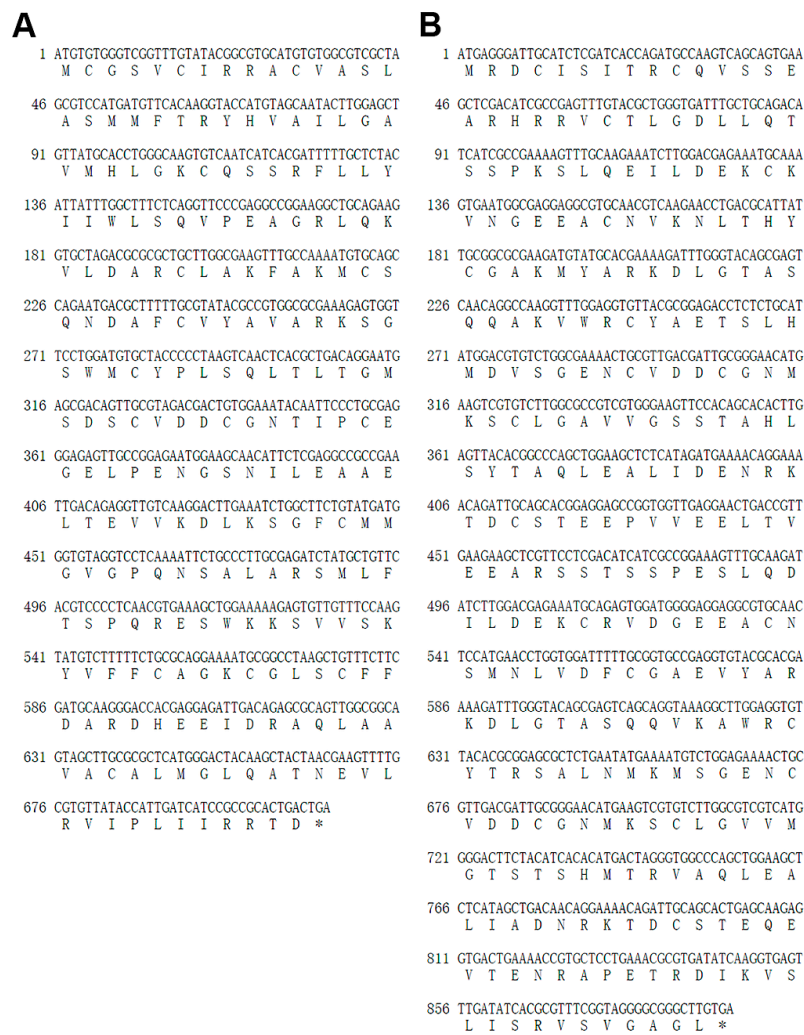 A
1 ATGTGTGGGTCGGTTTGTATACGGCGTGCATGTGTGGCGTCGCTA
M C G S V C I R R A C V A S L
46 GCGTCCATGATGTTCACAAGGTACCATGTAGCAATACTTGGAGCT
A S M M F T R Y H V A I L G A
91 GTTATGCACCTGGGCAAGTGTCAATCATCACGATTTTTGCTCTAC
V M H L G K C Q S S R F L L Y
136 ATTATTTGGCTTTCTCAGGTTCCCGAGGCCGGAAGGCTGCAGAAG
I I W L S Q V P E A G R L Q K
181 GTGCTAGACGCGCGCTGCTTGGCGAAGTTTGCCAAAATGTGCAGC
V L D A R C L A K F A K M C S
226 CAGAATGACGCTTTTTGCGTATACGCCGTGGCGCGAAAGAGTGGT
Q N D A F C V Y A V A R K S G
271 TCCTGGATGTGCTACCCCCTAAGTCAACTCACGCTGACAGGAATG
S W M C Y P L S Q L T L T G M
316 AGCGACAGTTGCGTAGACGACTGTGGAAATACAATTCCCTGCGAG
S D S C V D D C G N T I P C E
361 GGAGAGTTGCCGGAGAATGGAAGCAACATTCTCGAGGCCGCCGAA
G E L P E N G S N I L E A A E
406 TTGACAGAGGTTGTCAAGGACTTGAAATCTGGCTTCTGTATGATG
L T E V V K D L K S G F C M M
451 GGTGTAGGTCCTCAAAATTCTGCCCTTGCGAGATCTATGCTGTTC
G V G P Q N S A L A R S M L F
496 ACGTCCCCTCAACGTGAAAGCTGGAAAAAGAGTGTTGTTTCCAAG
T S P Q R E S W K K S V V S K
541 TATGTCTTTTTCTGCGCAGGAAAATGCGGCCTAAGCTGTTTCTTC
Y V F F C A G K C G L S C F F
586 GATGCAAGGGACCACGAGGAGATTGACAGAGCGCAGTTGGCGGCA
D A R D H E E I D R A Q L A A
631 GTAGCTTGCGCGCTCATGGGACTACAAGCTACTAACGAAGTTTTG
V A C A L M G L Q A T N E V L
676 CGTGTTATACCATTGATCATCCGCCGCACTGACTGA
R V I P L I I R R T D *
B
1 ATGAGGGATTGCATCTCGATCACCAGATGCCAAGTCAGCAGTGAA
M R D C I S I T R C Q V S S E
46 GCTCGACATCGCCGAGTTTGTACGCTGGGTGATTTGCTGCAGACA
A R H R R V C T L G D L L Q T
91 TCATCGCCGAAAAGTTTGCAAGAAATCTTGGACGAGAAATGCAAA
S S P K S L Q E I L D E K C K
136 GTGAATGGCGAGGAGGCGTGCAACGTCAAGAACCTGACGCATTAT
V N G E E A C N V K N L T H Y
181 TGCGGCGCGAAGATGTATGCACGAAAAGATTTGGGTACAGCGAGT
C G A K M Y A R K D L G T A S
226 CAACAGGCCAAGGTTTGGAGGTGTTACGCGGAGACCTCTCTGCAT
Q Q A K V W R C Y A E T S L H
271 ATGGACGTGTCTGGCGAAAACTGCGTTGACGATTGCGGGAACATG
M D V S G E N C V D D C G N M
316 AAGTCGTGTCTTGGCGCCGTCGTGGGAAGTTCCACAGCACACTTG
K S C L G A V V G S S T A H L
361 AGTTACACGGCCCAGCTGGAAGCTCTCATAGATGAAAACAGGAAA
S Y T A Q L E A L I D E N R K
406 ACAGATTGCAGCACGGAGGAGCCGGTGGTTGAGGAACTGACCGTT
T D C S T E E P V V E E L T V
451 GAAGAAGCTCGTTCCTCGACATCATCGCCGGAAAGTTTGCAAGAT
E E A R S S T S S P E S L Q D
496 ATCTTGGACGAGAAATGCAGAGTGGATGGGGAGGAGGCGTGCAAC
I L D E K C R V D G E E A C N
541 TCCATGAACCTGGTGGATTTTTGCGGTGCCGAGGTGTACGCACGA
S M N L V D F C G A E V Y A R
586 AAAGATTTGGGTACAGCGAGTCAGCAGGTAAAGGCTTGGAGGTGT
K D L G T A S Q Q V K A W R C
631 TACACGCGGAGCGCTCTGAATATGAAAATGTCTGGAGAAAACTGC
Y T R S A L N M K M S G E N C
676 GTTGACGATTGCGGGAACATGAAGTCGTGTCTTGGCGTCGTCATG
V D D C G N M K S C L G V V M
721 GGGACTTCTACATCACACATGACTAGGGTGGCCCAGCTGGAAGCT
G T S T S H M T R V A Q L E A
766 CTCATAGCTGACAACAGGAAAACAGATTGCAGCACTGAGCAAGAG
L I A D N R K T D C S T E Q E
811 GTGACTGAAAACCGTGCTCCTGAAACGCGTGATATCAAGGTGAGT
V T E N R A P E T R D I K V S
856 TTGATATCACGCGTTTCGGTAGGGGCGGGCTTGTGA
L I S R V S V G A G L *